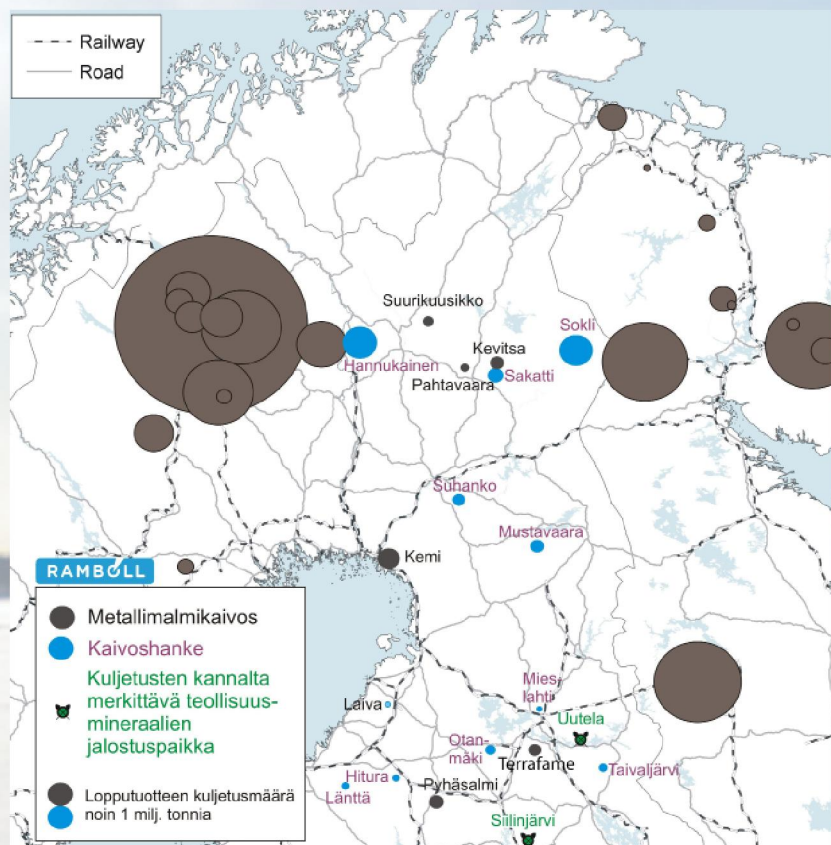 Railway
Road
Suurikuusikko
Sokli
Kevitsa
Hannukainen
Pahtavaara
Sakatti
Suhanko
Mustavaara
Kemi
RAMBOLL
Metallimalmikaivos
Kaivoshanke
Kuljetusten kannalta
merkittävä teollisuus-
mineraalien
jalostuspaikka
Lopputuotteen kuljetusmäärä
noin 1 milj. tonnia
Laiva
Mies
lahti
Uutela
Otan-
mäki
Terrafame
Taivaljärvi
Hitura
Länttä
Pyhäsalmi
Siilinjärvi